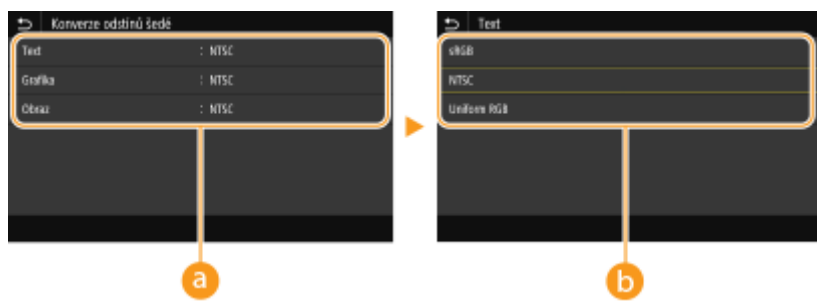 Konverze odstínů šedé
Text : NTSC
Grafika : NTSC
Obraz : NTSC
a
Text
sRGB
NTSC
Uniform RGB
b